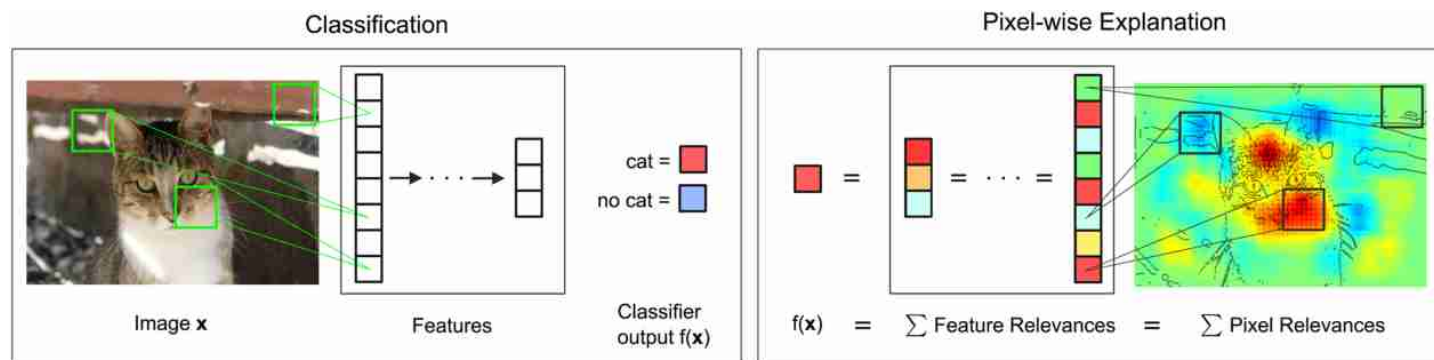 Classification
Pixel-wise Explanation
cat =
no cat =
Image x
Features
Classifier
output f(x)
= = · · · =
f(x) = ∑ Feature Relevances = ∑ Pixel Relevances